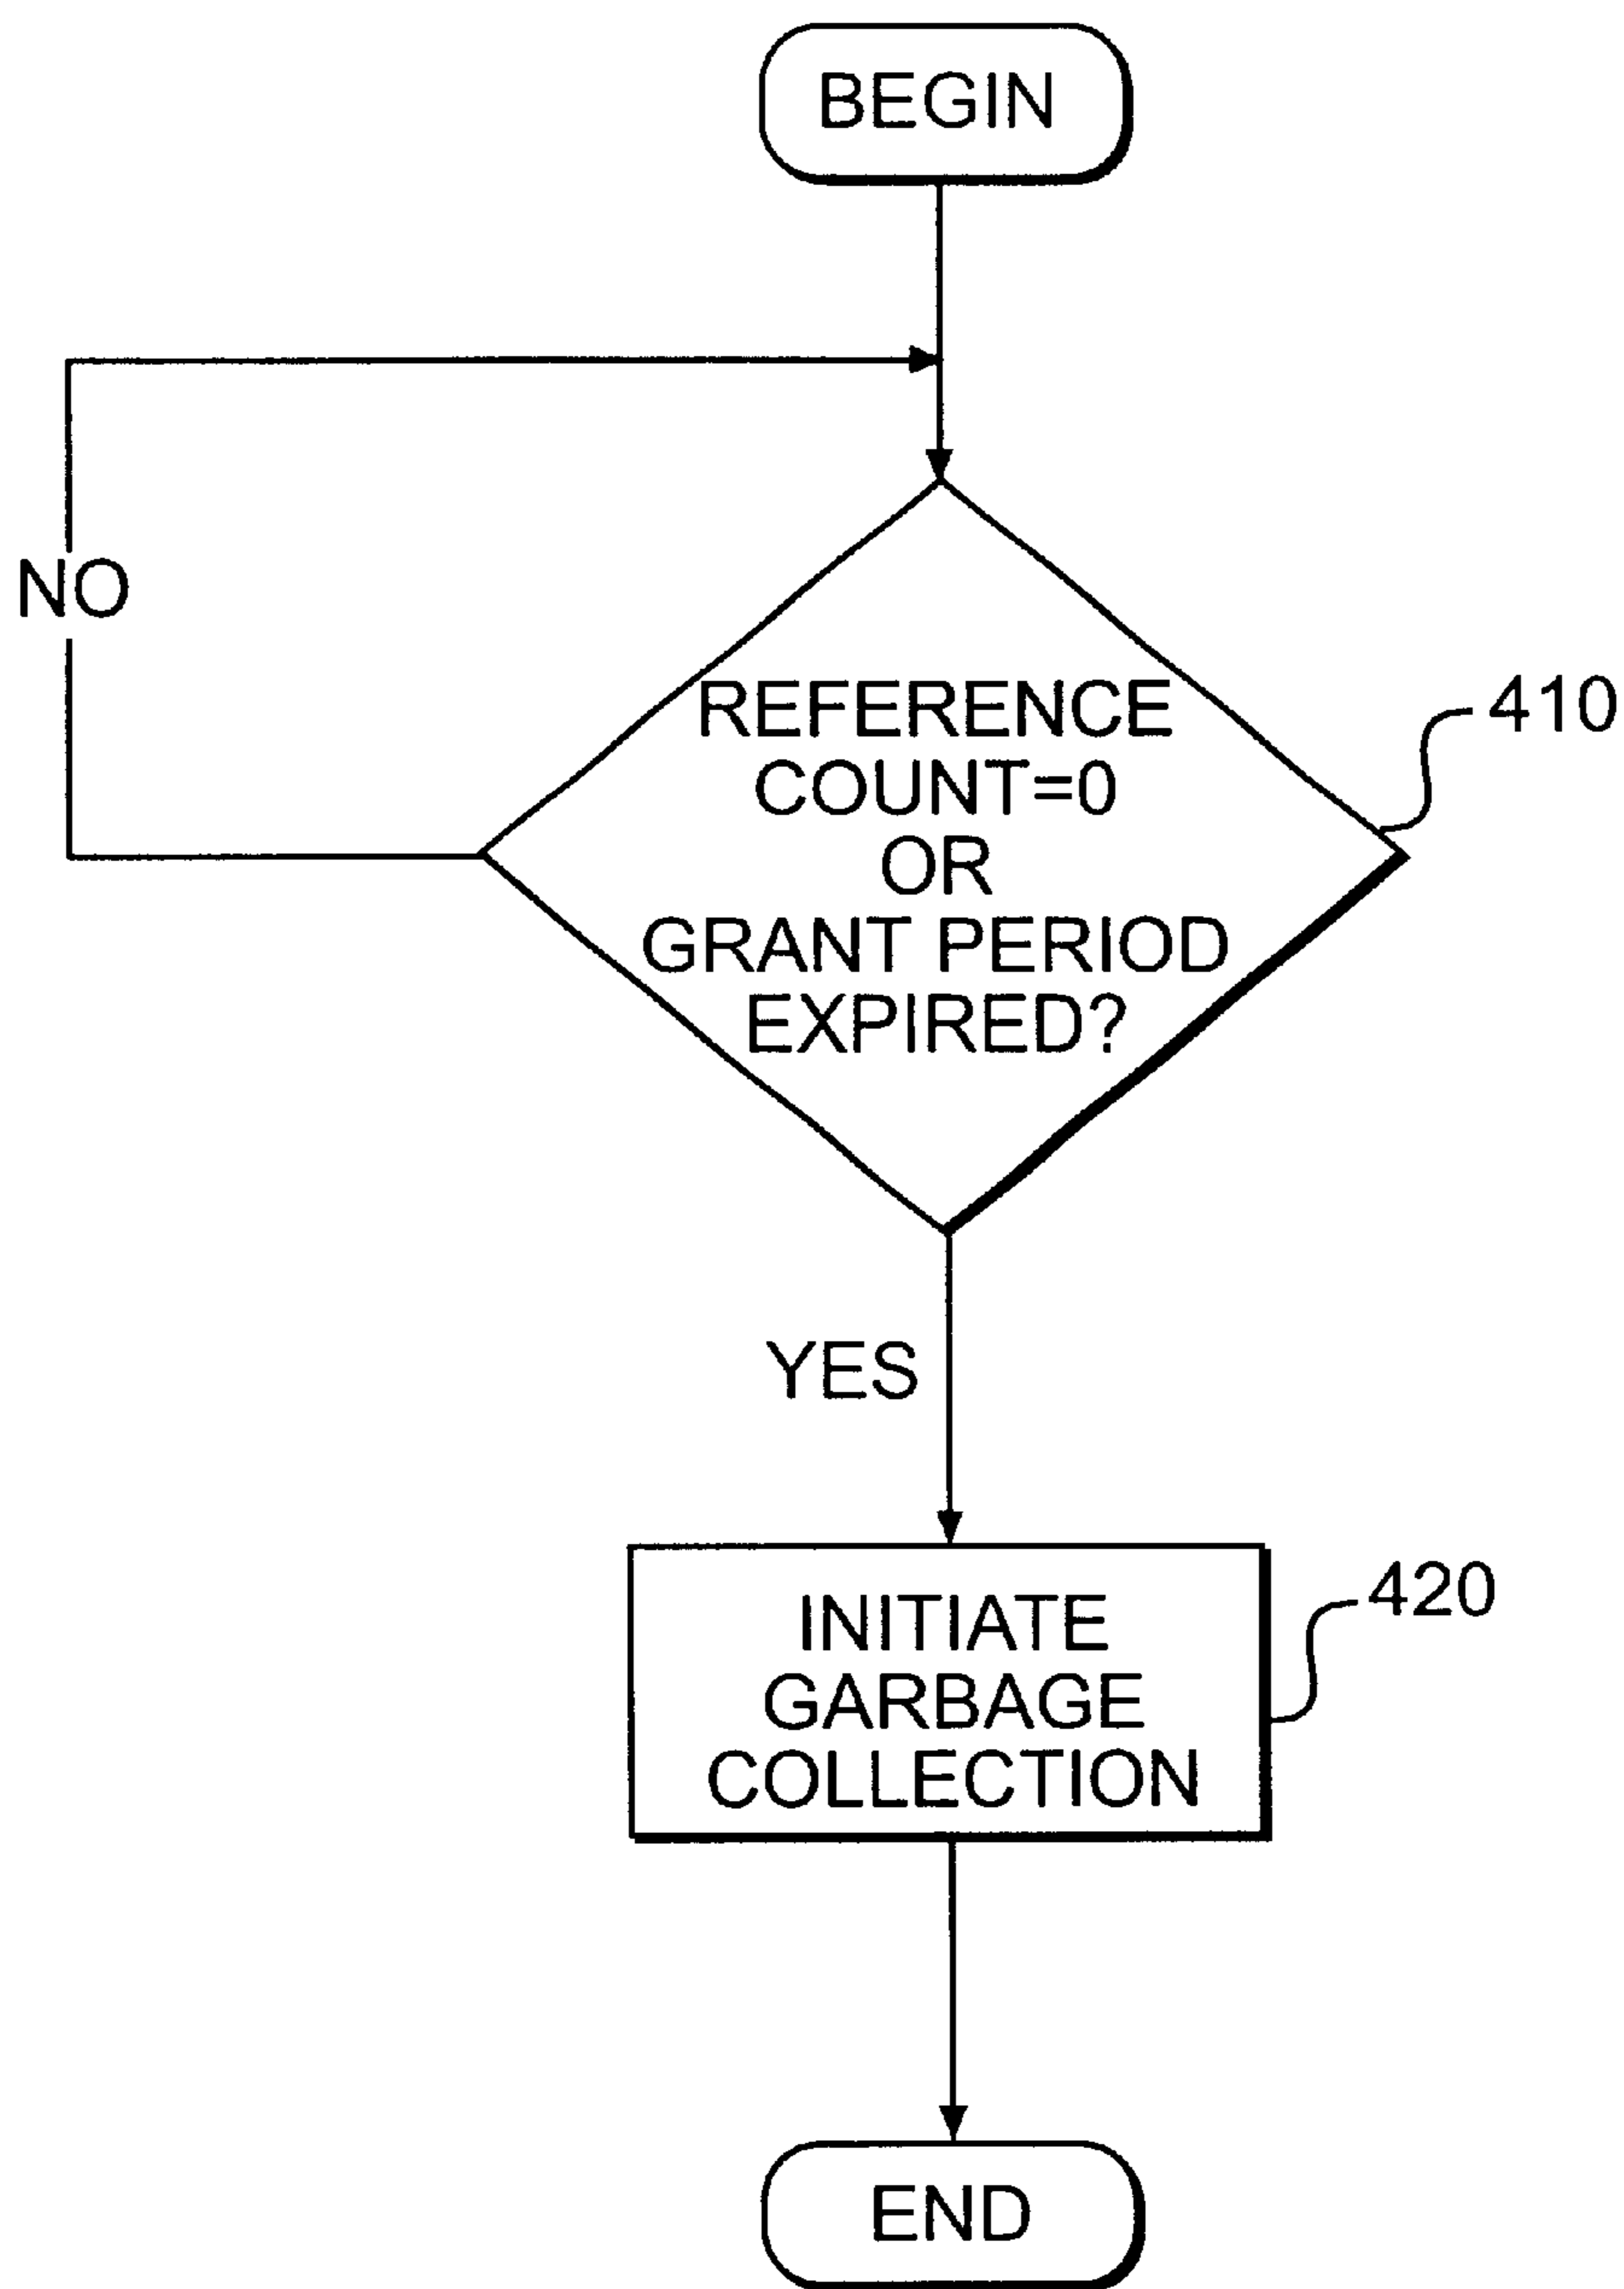 BEGIN
NO
REFERENCE
COUNT=0
OR
GRANT PERIOD
EXPIRED?
410
YES
INITIATE
GARBAGE
COLLECTION
420
END